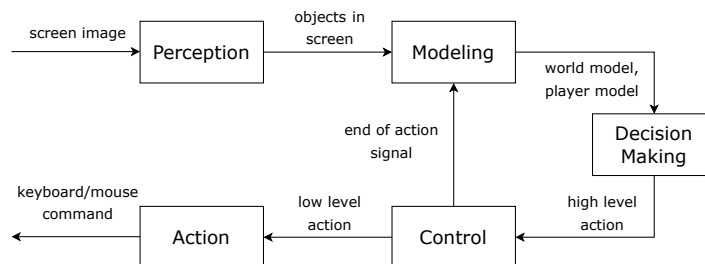 screen image
Perception
objects in
screen
Modeling
world model,
player model
Decision
Making
end of action
signal
high level
action
Control
low level
action
Action
keyboard/mouse
command